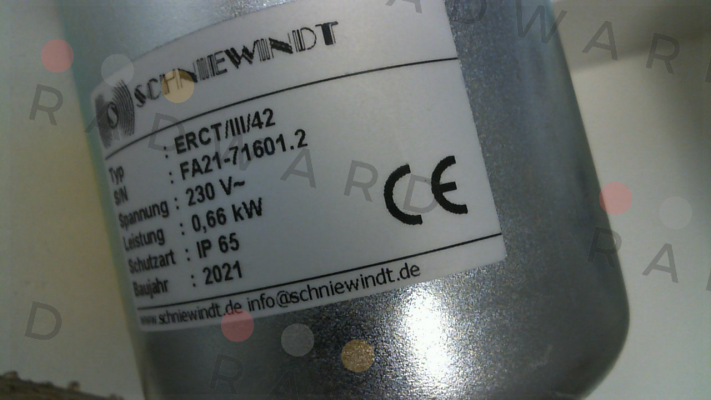 SCHNIEWINDT
Typ : ERCT/III/42
S/N : FA21-71601.2
Spannung : 230 V~
Leistung : 0,66 kW
Schutzart : IP 65
Baujahr : 2021
CE
www.schniewindt.de info@schniewindt.de
RADWARD